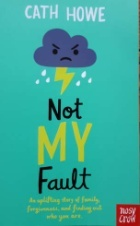 CATH HOWE
Not
MY
Fault
An uplifting story of family,
forgiveness, and finding out
who you are
nosy
crow